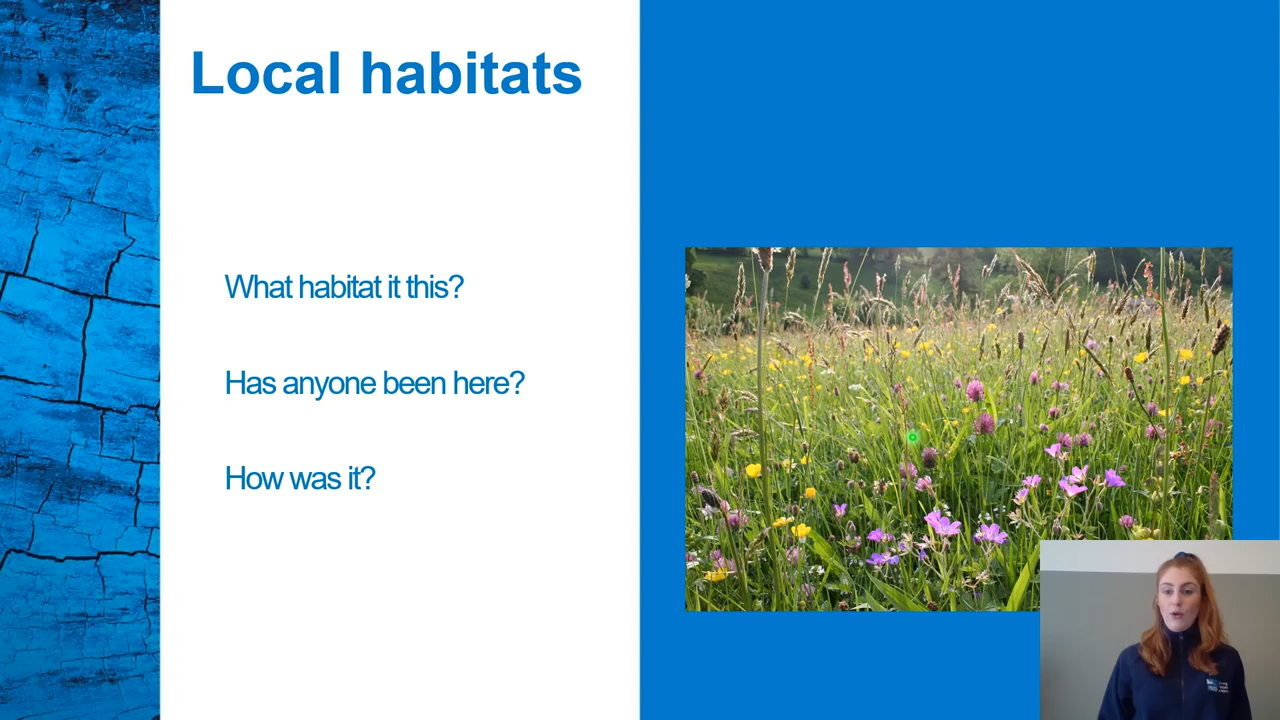 Local habitats
What habitat it this?
Has anyone been here?
How was it?